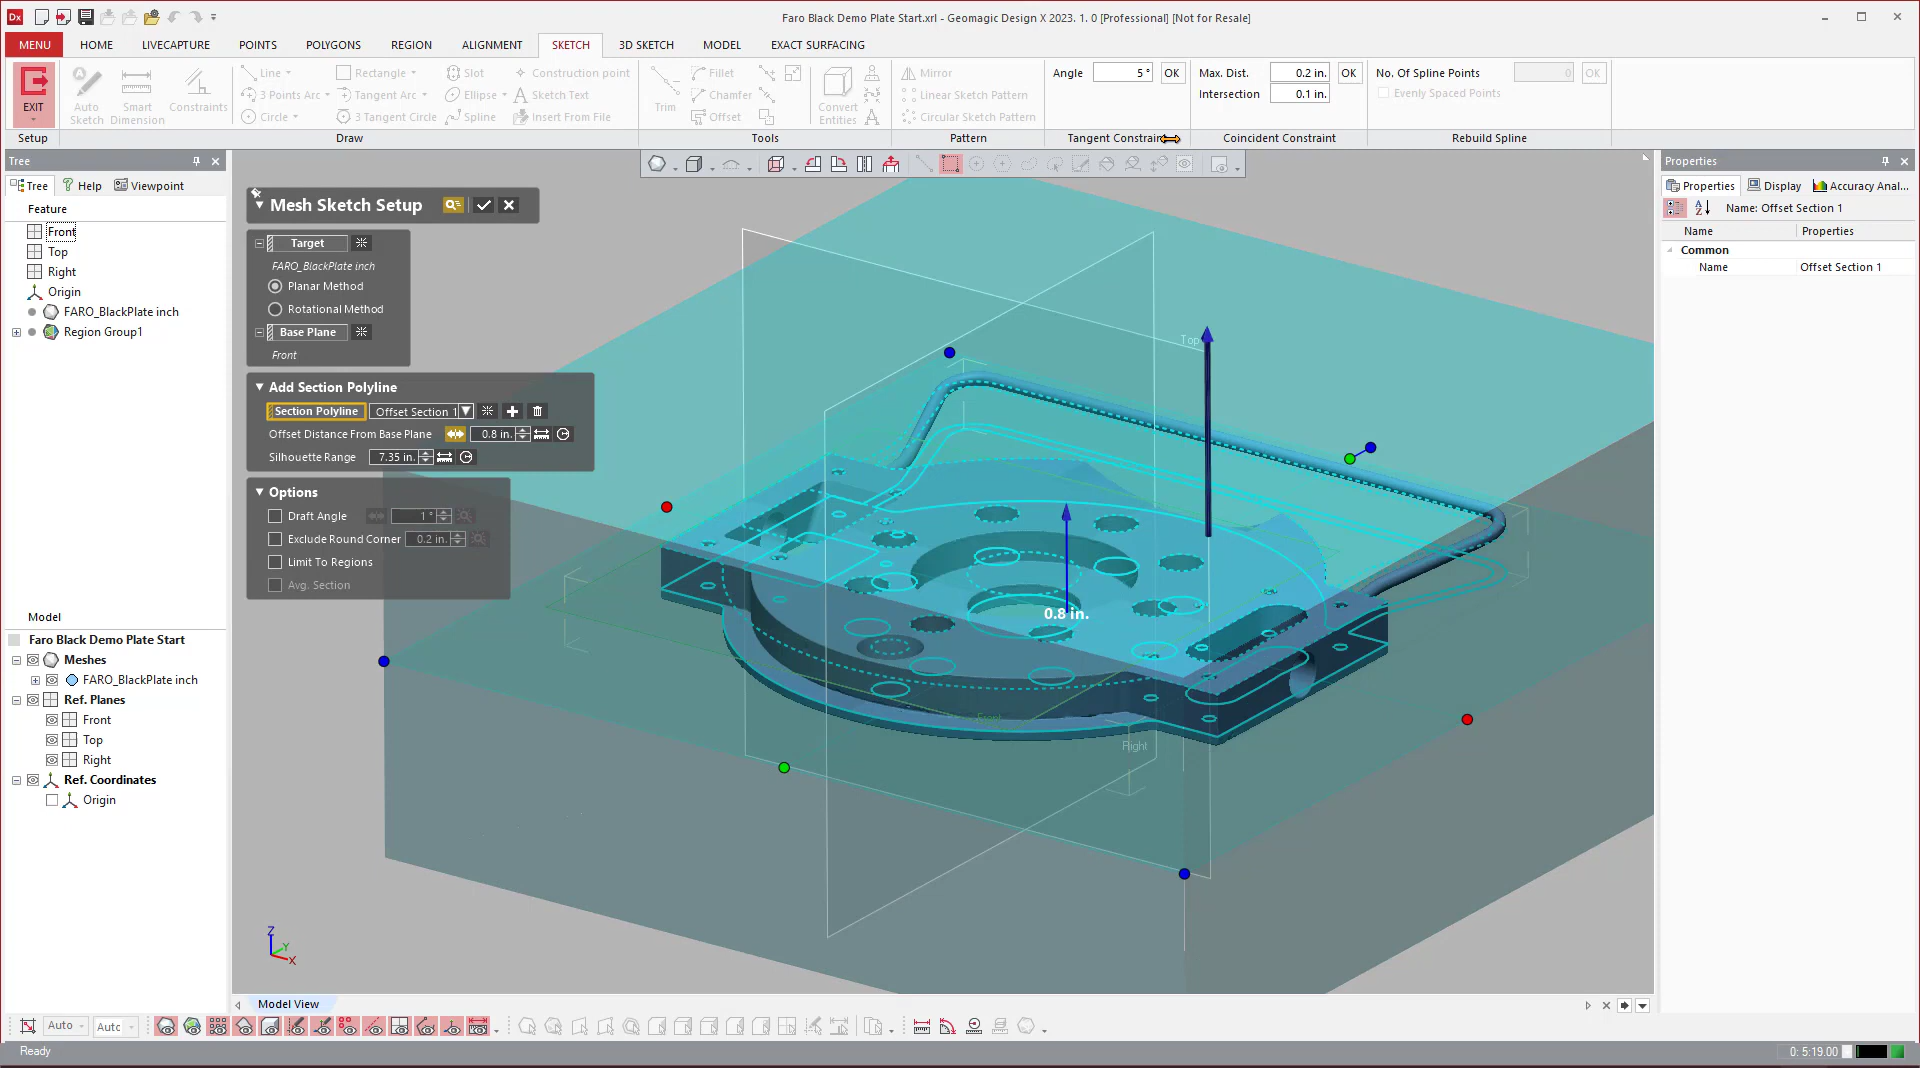 Dx
Faro Black Demo Plate Start.xrl - Geomagic Design X 2023. 1. 0 [Professional] [Not for Resale]
MENU HOME LIVECAPTURE POINTS POLYGONS REGION ALIGNMENT SKETCH 3D SKETCH MODEL EXACT SURFACING
EXIT
Setup
Auto Sketch
Smart Dimension
Constraints
Line Rectangle Slot Construction point
3 Points Arc Tangent Arc Ellipse Sketch Text
Circle 3 Tangent Circle Spline Insert From File
Draw
Trim
Fillet
Chamfer
Offset
Convert Entities
Tools
Mirror
Linear Sketch Pattern
Circular Sketch Pattern
Pattern
Angle 5 ° OK
Tangent Constrain
Max. Dist. 0.2 in. OK
Intersection 0.1 in.
Coincident Constraint
No. Of Spline Points 0 OK
Evenly Spaced Points
Rebuild Spline
Tree
Tree Help Viewpoint
Feature
Front
Top
Right
Origin
FARO_BlackPlate inch
Region Group1
Model
Faro Black Demo Plate Start
Meshes
FARO_BlackPlate inch
Ref. Planes
Front
Top
Right
Ref. Coordinates
Origin
Mesh Sketch Setup
Target
FARO_BlackPlate inch
Planar Method
Rotational Method
Base Plane
Front
Add Section Polyline
Section Polyline Offset Section 1
Offset Distance From Base Plane 0.8 in.
Silhouette Range 7.35 in.
Options
Draft Angle 1 °
Exclude Round Corner 0.2 in.
Limit To Regions
Avg. Section
Top
0.8 in.
Front
Right
Z
Y
X
Model View
Properties
Properties Display Accuracy Anal...
Name: Offset Section 1
Name Properties
Common
Name Offset Section 1
Auto Auto
Ready
0: 5:19.00